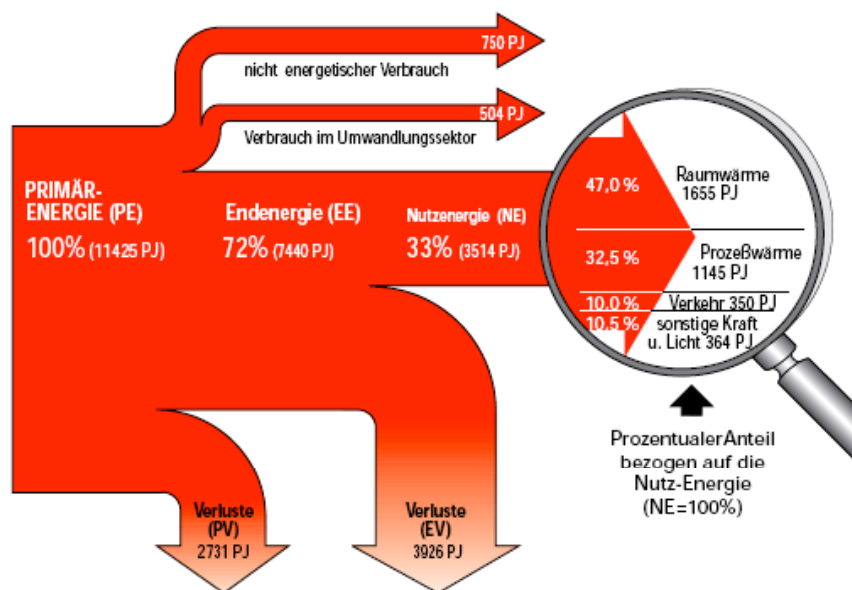 750 PJ
nicht energetischer Verbrauch
504 PJ
Verbrauch im Umwandlungssektor
PRIMÄR-
ENERGIE (PE)
100% (11425 PJ)
Endenergie (EE)
72% (7440 PJ)
Nutzenergie (NE)
33% (3514 PJ)
47,0 %
Raumwärme
1655 PJ
32,5 %
Prozeßwärme
1145 PJ
10,0 %
Verkehr 350 PJ
10,5 %
sonstige Kraft
u. Licht 364 PJ
Prozentualer Anteil
bezogen auf die
Nutz-Energie
(NE=100%)
Verluste
(PV)
2731 PJ
Verluste
(EV)
3926 PJ